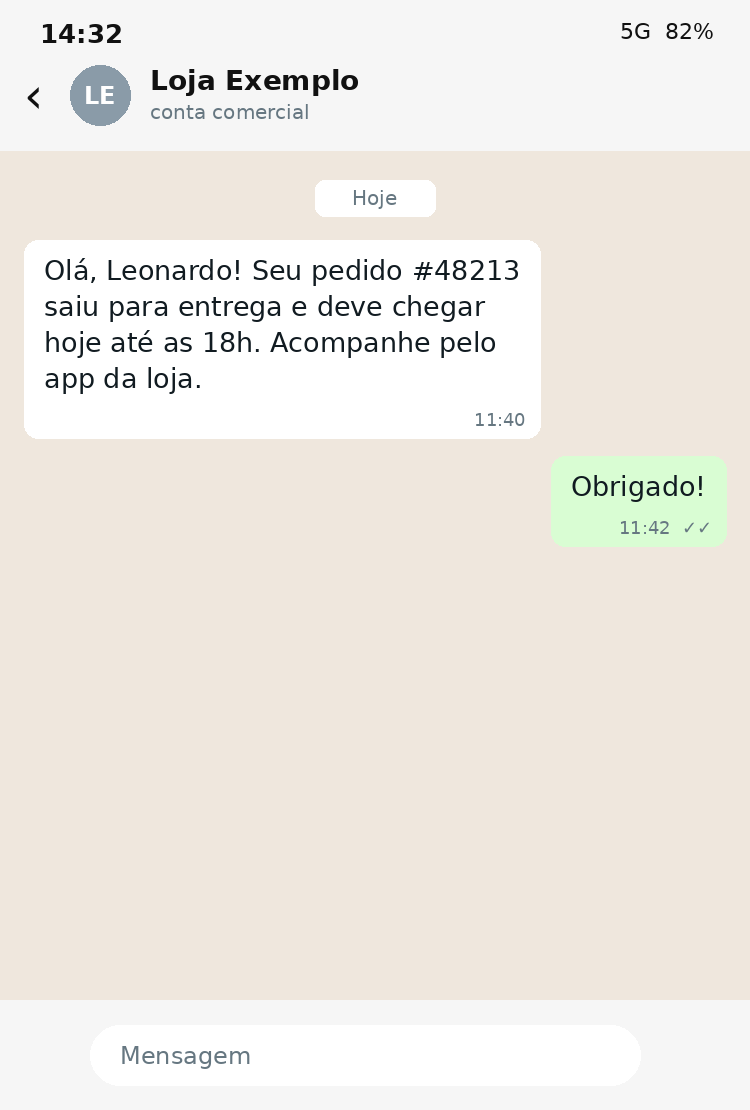 14:32
5G 82%
‹
LE
Loja Exemplo
conta comercial
Hoje
Olá, Leonardo! Seu pedido #48213
saiu para entrega e deve chegar
hoje até as 18h. Acompanhe pelo
app da loja.
11:40
Obrigado!
11:42 ✓✓
Mensagem